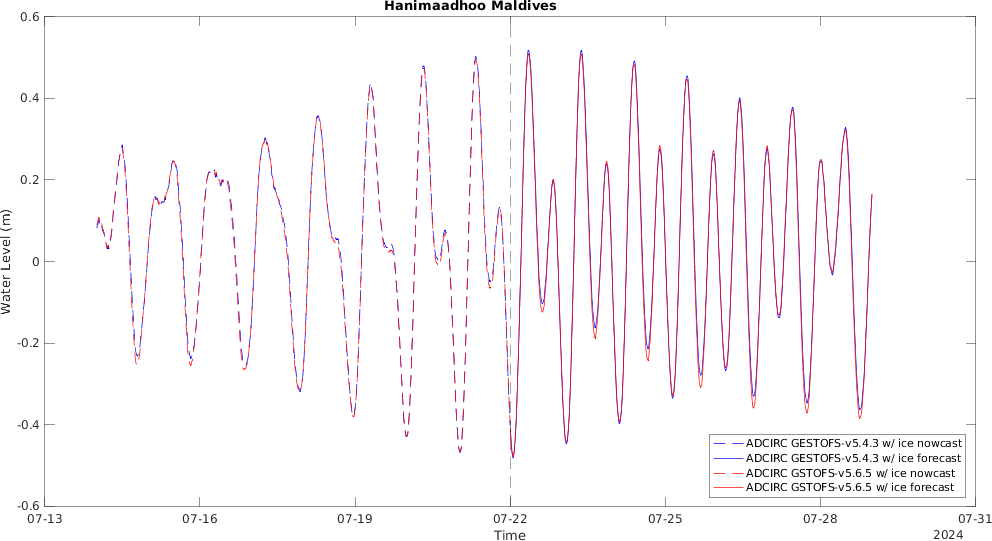 Hanimaadhoo Maldives
0.6
0.4
0.2
0
-0.2
-0.4
-0.6
Water Level (m)
ADCIRC GESTOFS-v5.4.3 w/ ice nowcast
ADCIRC GESTOFS-v5.4.3 w/ ice forecast
ADCIRC GSTOFS-v5.6.5 w/ ice nowcast
ADCIRC GSTOFS-v5.6.5 w/ ice forecast
07-13 07-16 07-19 07-22 07-25 07-28 07-31
Time
2024